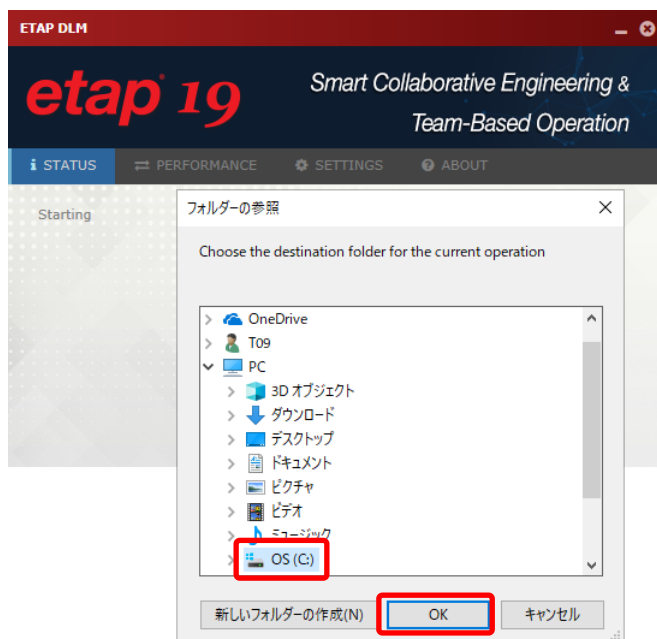 ETAP DLM
etap 19
Smart Collaborative Engineering &
Team-Based Operation
i STATUS
PERFORMANCE
SETTINGS
ABOUT
Starting
フォルダーの参照
Choose the destination folder for the current operation
OneDrive
T09
PC
3D オブジェクト
ダウンロード
デスクトップ
ドキュメント
ピクチャ
ビデオ
ミュージック
OS (C:)
新しいフォルダーの作成(N)
OK
キャンセル